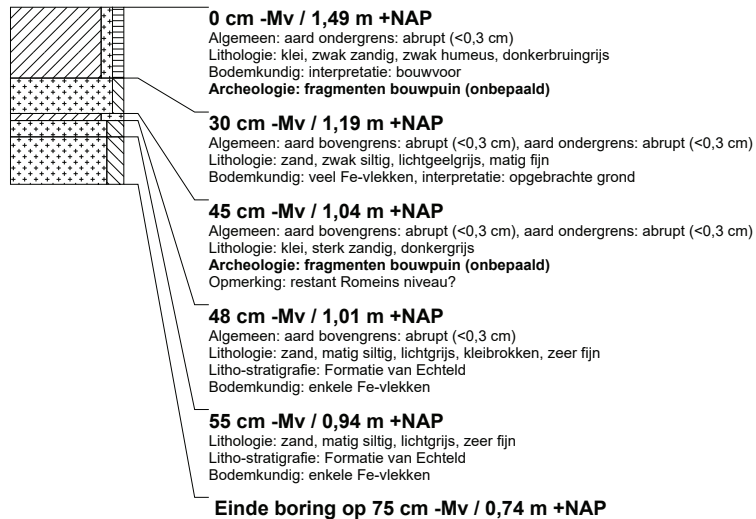 0 cm -Mv / 1,49 m +NAP
Algemeen: aard ondergrens: abrupt (<0,3 cm)
Lithologie: klei, zwak zandig, zwak humeus, donkerbruingrijs
Bodemkundig: interpretatie: bouwvoor
Archeologie: fragmenten bouwpuin (onbepaald)
30 cm -Mv / 1,19 m +NAP
Algemeen: aard bovengrens: abrupt (<0,3 cm), aard ondergrens: abrupt (<0,3 cm)
Lithologie: zand, zwak siltig, lichtgeelgrijs, matig fijn
Bodemkundig: veel Fe-vlekken, interpretatie: opgebrachte grond
45 cm -Mv / 1,04 m +NAP
Algemeen: aard bovengrens: abrupt (<0,3 cm), aard ondergrens: abrupt (<0,3 cm)
Lithologie: klei, sterk zandig, donkergrijs
Archeologie: fragmenten bouwpuin (onbepaald)
Opmerking: restant Romeins niveau?
48 cm -Mv / 1,01 m +NAP
Algemeen: aard bovengrens: abrupt (<0,3 cm)
Lithologie: zand, matig siltig, lichtgrijs, kleibrokken, zeer fijn
Litho-stratigrafie: Formatie van Echteld
Bodemkundig: enkele Fe-vlekken
55 cm -Mv / 0,94 m +NAP
Lithologie: zand, matig siltig, lichtgrijs, zeer fijn
Litho-stratigrafie: Formatie van Echteld
Bodemkundig: enkele Fe-vlekken
Einde boring op 75 cm -Mv / 0,74 m +NAP